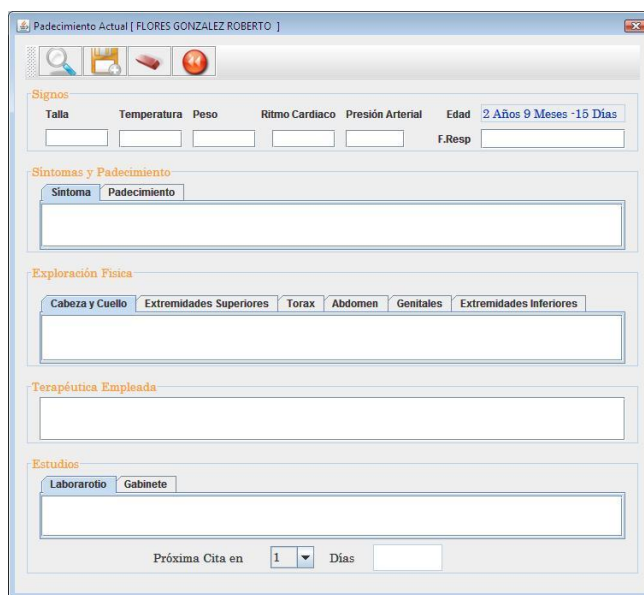 Padecimiento Actual [ FLORES GONZALEZ ROBERTO  ]
Signos
Talla Temperatura Peso Ritmo Cardiaco Presión Arterial Edad 2 Años 9 Meses -15 Días
F.Resp
Síntomas y Padecimiento
Síntoma Padecimiento
Exploración Física
Cabeza y Cuello Extremidades Superiores Torax Abdomen Genitales Extremidades Inferiores
Terapéutica Empleada
Estudios
Laborarotio Gabinete
Próxima Cita en 1 Días